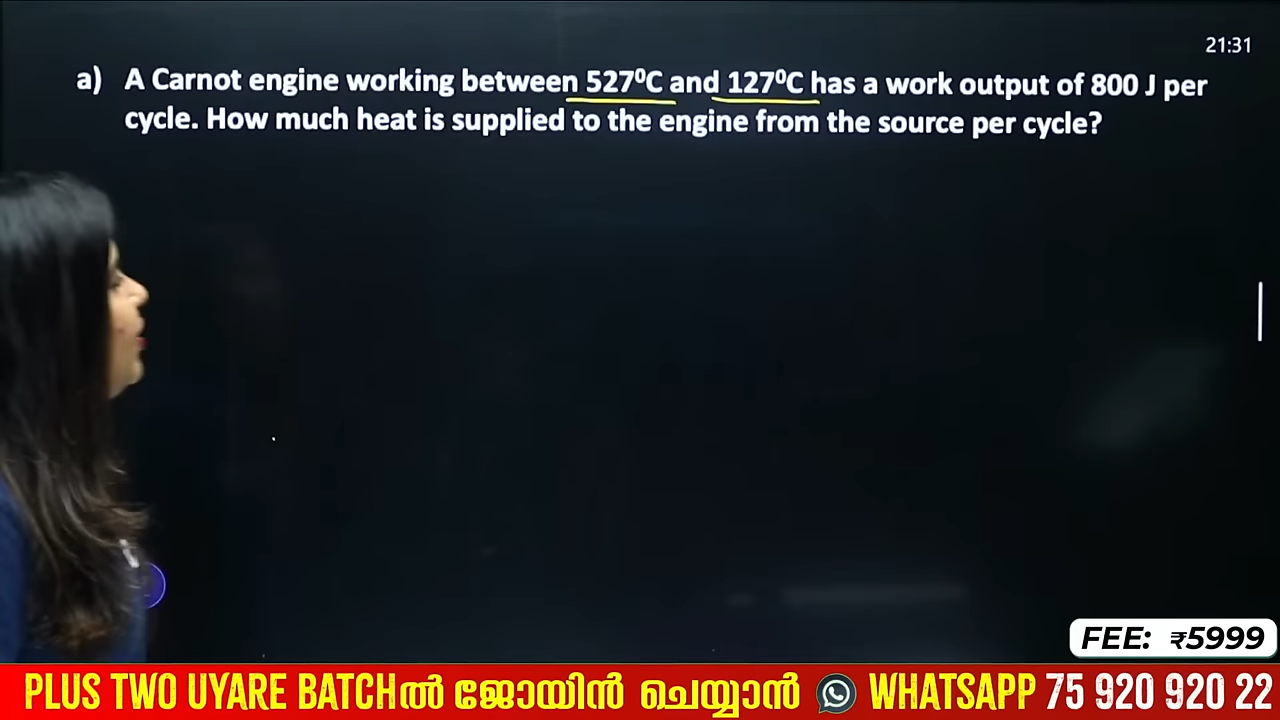 21:31
a) A Carnot engine working between 527⁰C and 127⁰C has a work output of 800 J per
cycle. How much heat is supplied to the engine from the source per cycle?
FEE: ₹5999
PLUS TWO UYARE BATCHൽ ജോയിൻ ചെയ്യാൻ WHATSAPP 75 920 920 22